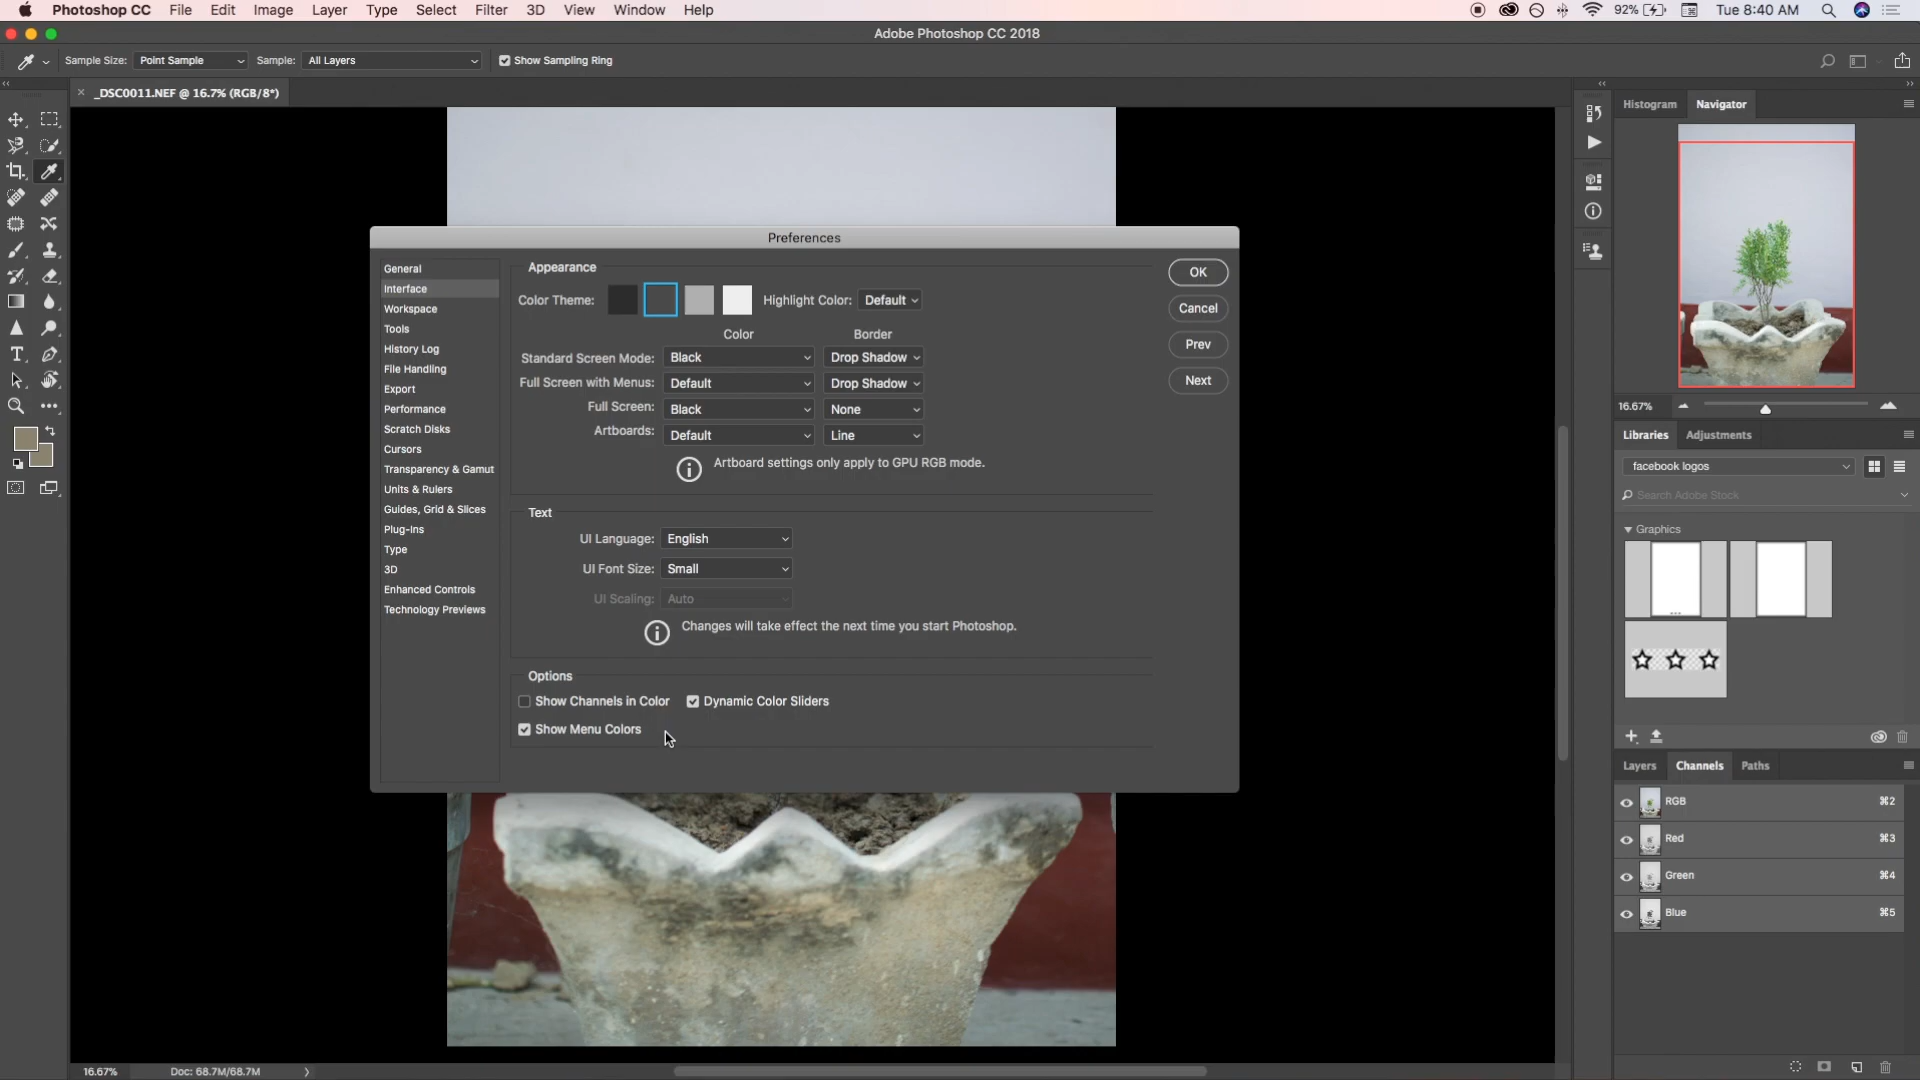 Photoshop CC File Edit Image Layer Type Select Filter 3D View Window Help 92% Tue 8:40 AM
Adobe Photoshop CC 2018
Sample Size: Point Sample Sample: All Layers Show Sampling Ring
_DSC0011.NEF @ 16.7% (RGB/8*)
Histogram Navigator
Preferences
General
Interface
Workspace
Tools
History Log
File Handling
Export
Performance
Scratch Disks
Cursors
Transparency & Gamut
Units & Rulers
Guides, Grid & Slices
Plug-Ins
Type
3D
Enhanced Controls
Technology Previews
Appearance
Color Theme: Highlight Color: Default
Color Border
Standard Screen Mode: Black Drop Shadow
Full Screen with Menus: Default Drop Shadow
Full Screen: Black None
Artboards: Default Line
Artboard settings only apply to GPU RGB mode.
Text
UI Language: English
UI Font Size: Small
UI Scaling: Auto
Changes will take effect the next time you start Photoshop.
Options
Show Channels in Color Dynamic Color Sliders
Show Menu Colors
OK
Cancel
Prev
Next
16.67%
Libraries Adjustments
facebook logos
Search Adobe Stock
Graphics
Layers Channels Paths
RGB ⌘2
Red ⌘3
Green ⌘4
Blue ⌘5
16.67% Doc: 68.7M/68.7M